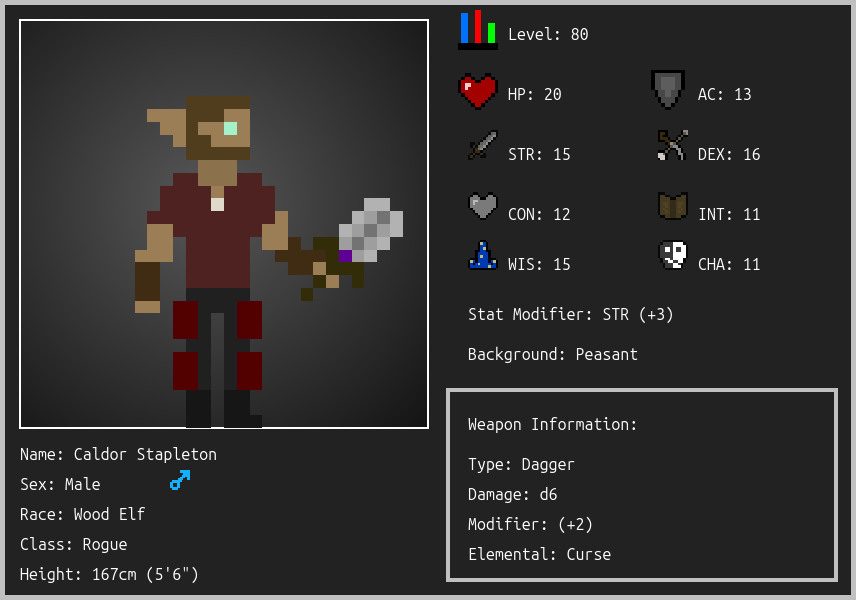 Level: 80
HP: 20
AC: 13
STR: 15
DEX: 16
CON: 12
INT: 11
WIS: 15
CHA: 11
Stat Modifier: STR (+3)
Background: Peasant
Weapon Information:
Type: Dagger
Damage: d6
Modifier: (+2)
Elemental: Curse
Name: Caldor Stapleton
Sex: Male
Race: Wood Elf
Class: Rogue
Height: 167cm (5'6")